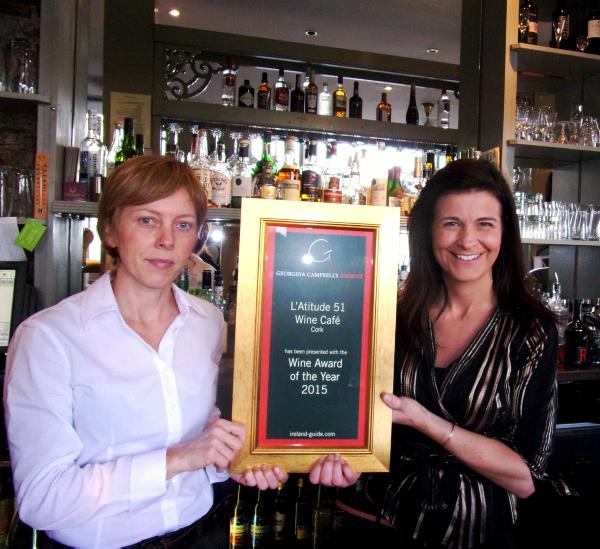 G
GEORGINA CAMPBELL'S ireland
L'Atitude 51
Wine Café
Cork
has been presented with the
Wine Award
of the Year
2015
ireland-guide.com